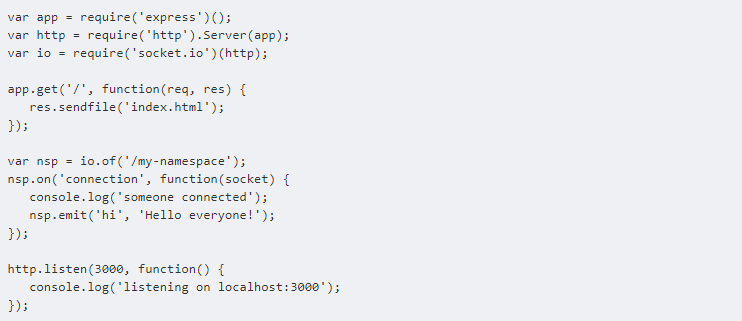 var app = require('express')();
var http = require('http').Server(app);
var io = require('socket.io')(http);

app.get('/', function(req, res) {
   res.sendfile('index.html');
});

var nsp = io.of('/my-namespace');
nsp.on('connection', function(socket) {
   console.log('someone connected');
   nsp.emit('hi', 'Hello everyone!');
});

http.listen(3000, function() {
   console.log('listening on localhost:3000');
});